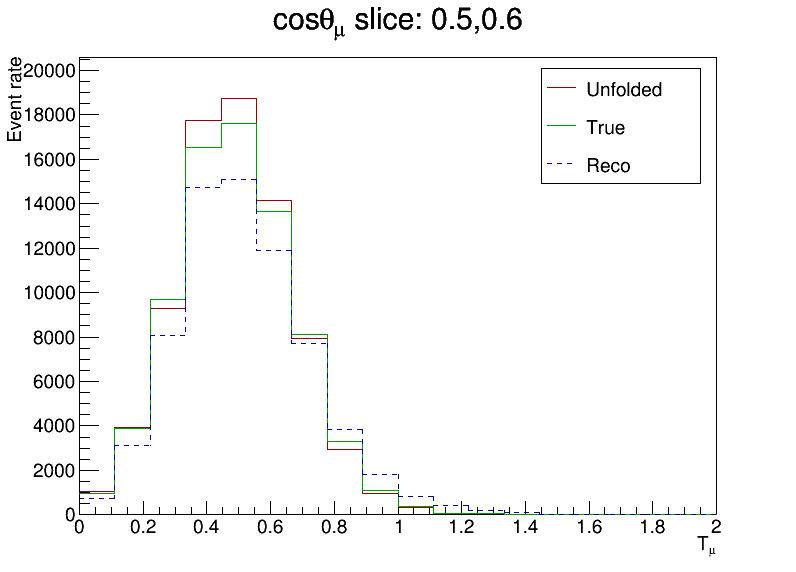 cosθμ slice: 0.5,0.6
Event rate
20000
18000
16000
14000
12000
10000
8000
6000
4000
2000
0
Unfolded
True
Reco
0 0.2 0.4 0.6 0.8 1 1.2 1.4 1.6 1.8 2
Tμ